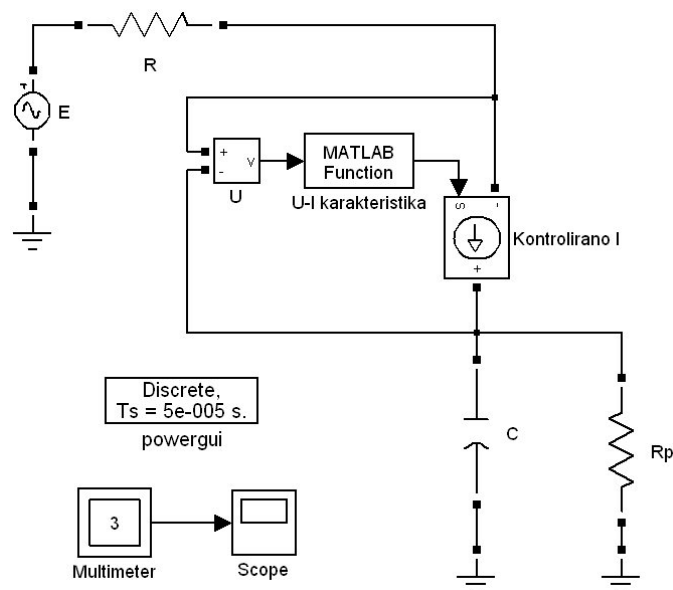 R
E
+
-
v
U
MATLAB
Function
U-I karakteristika
s
-
+
Kontrolirano I
Discrete,
Ts = 5e-005 s.
powergui
C
Rp
3
Multimeter
Scope